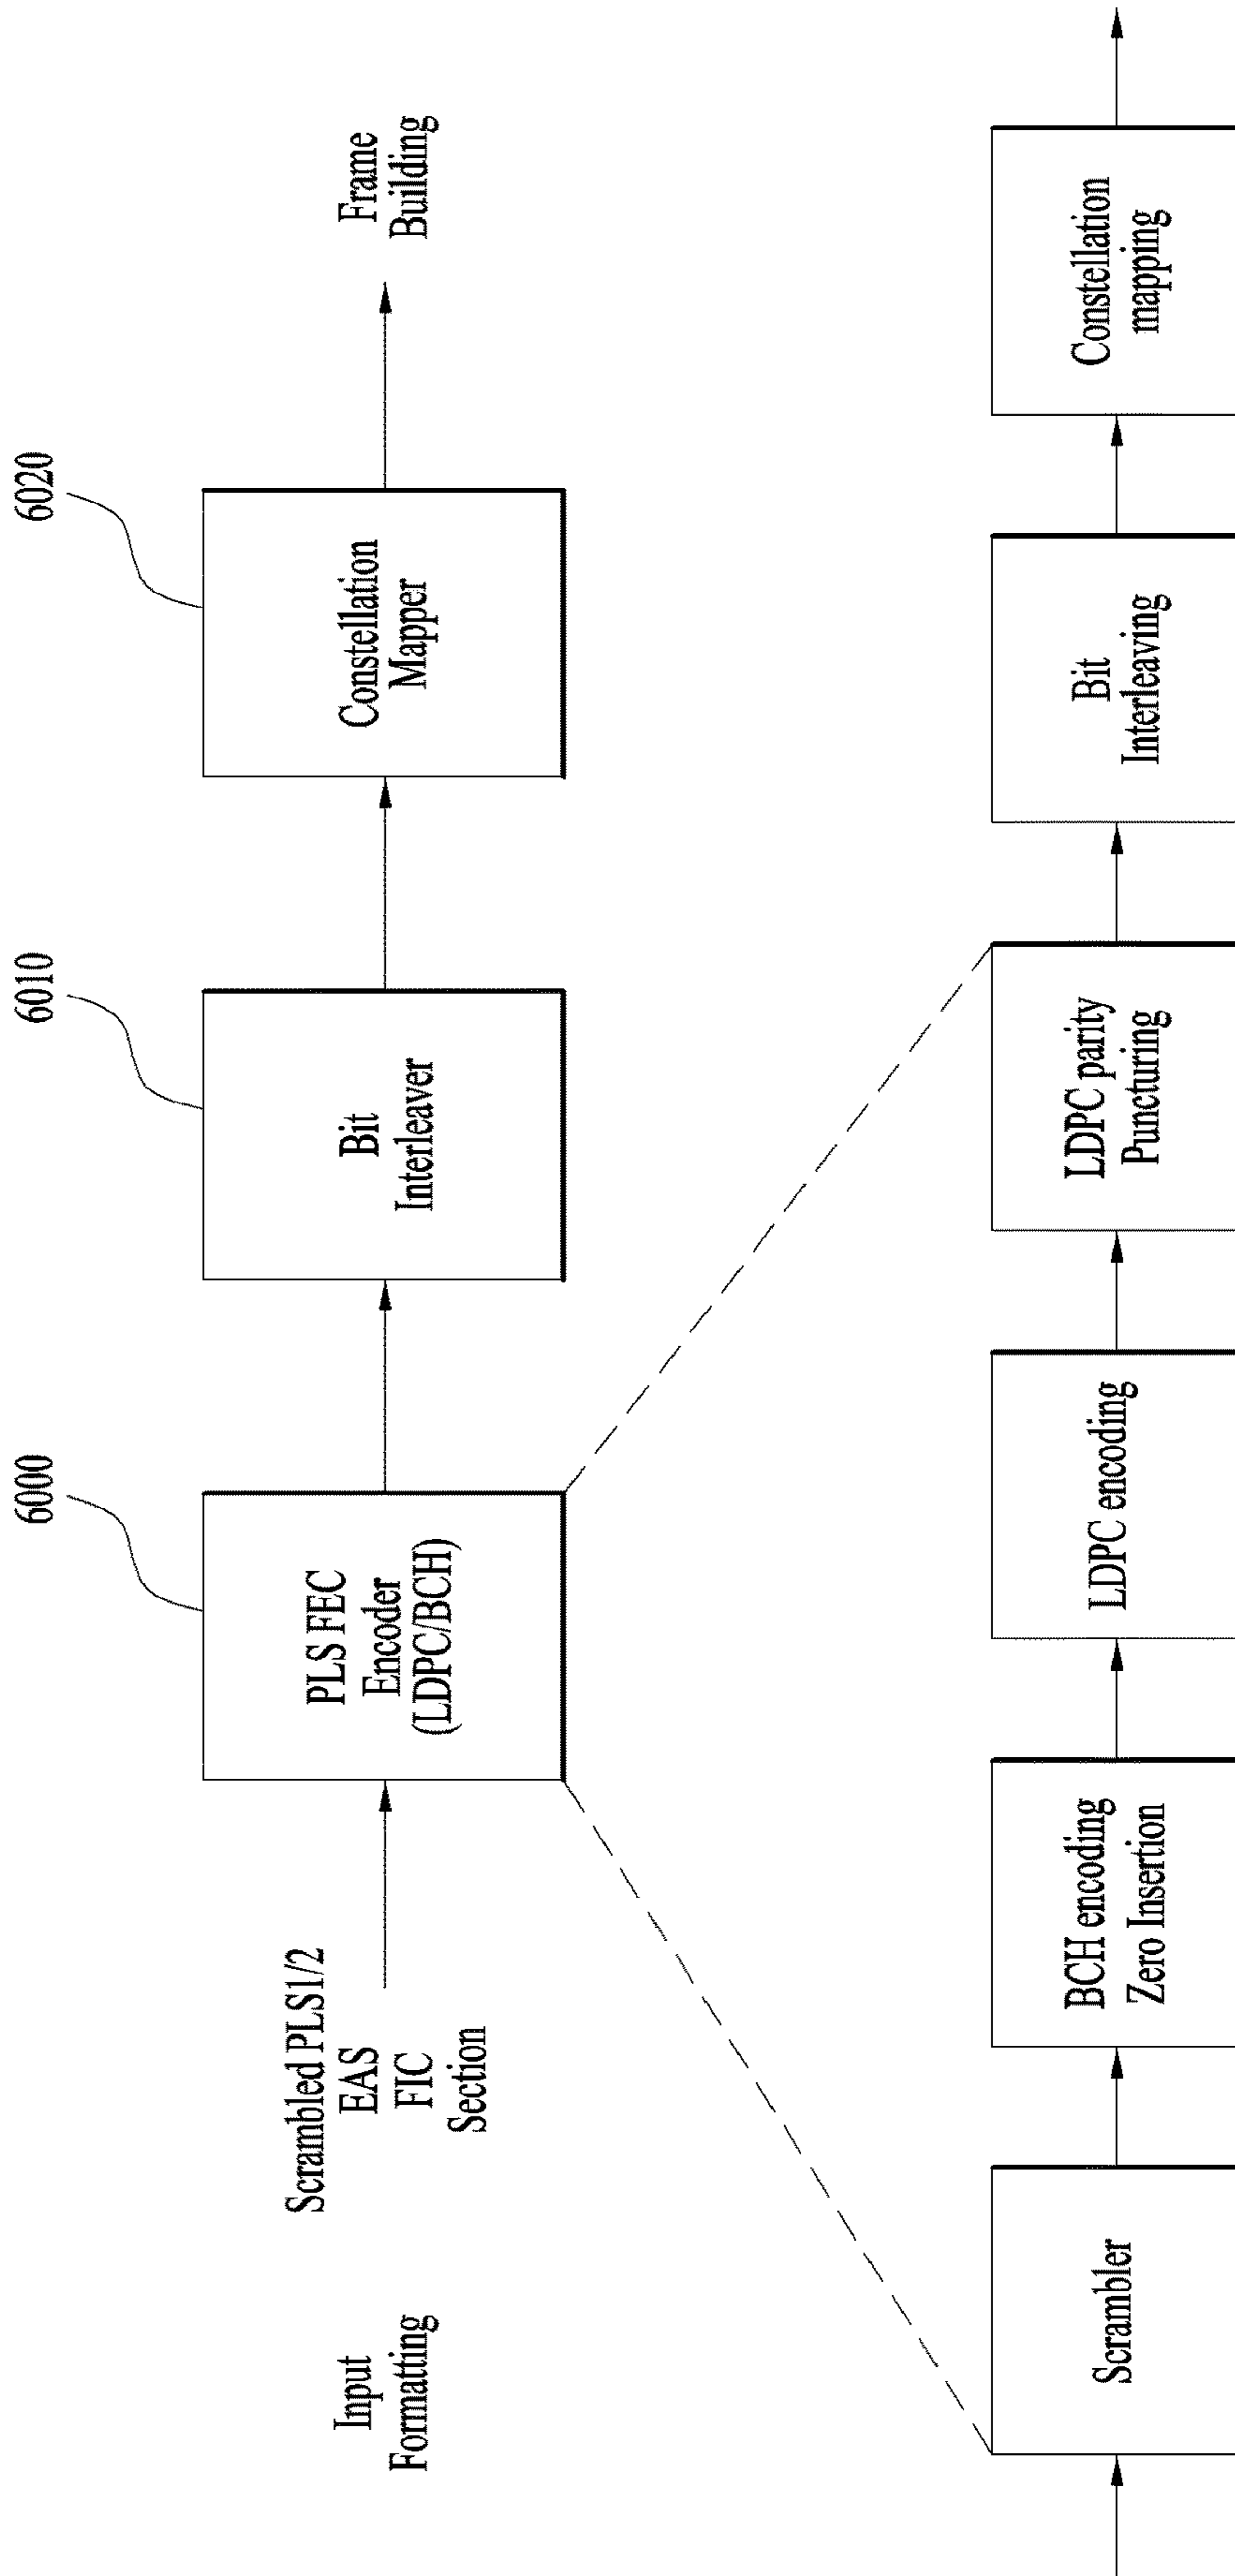 6000
6010
6020
Input
Formatting
Scrambled PLS1/2
EAS
FIC
Section
PLS FEC
Encoder
(LDPC/BCH)
Bit
Interleaver
Constellation
Mapper
Frame
Building
Scrambler
BCH encoding
Zero Insertion
LDPC encoding
LDPC parity
Puncturing
Bit
Interleaving
Constellation
mapping